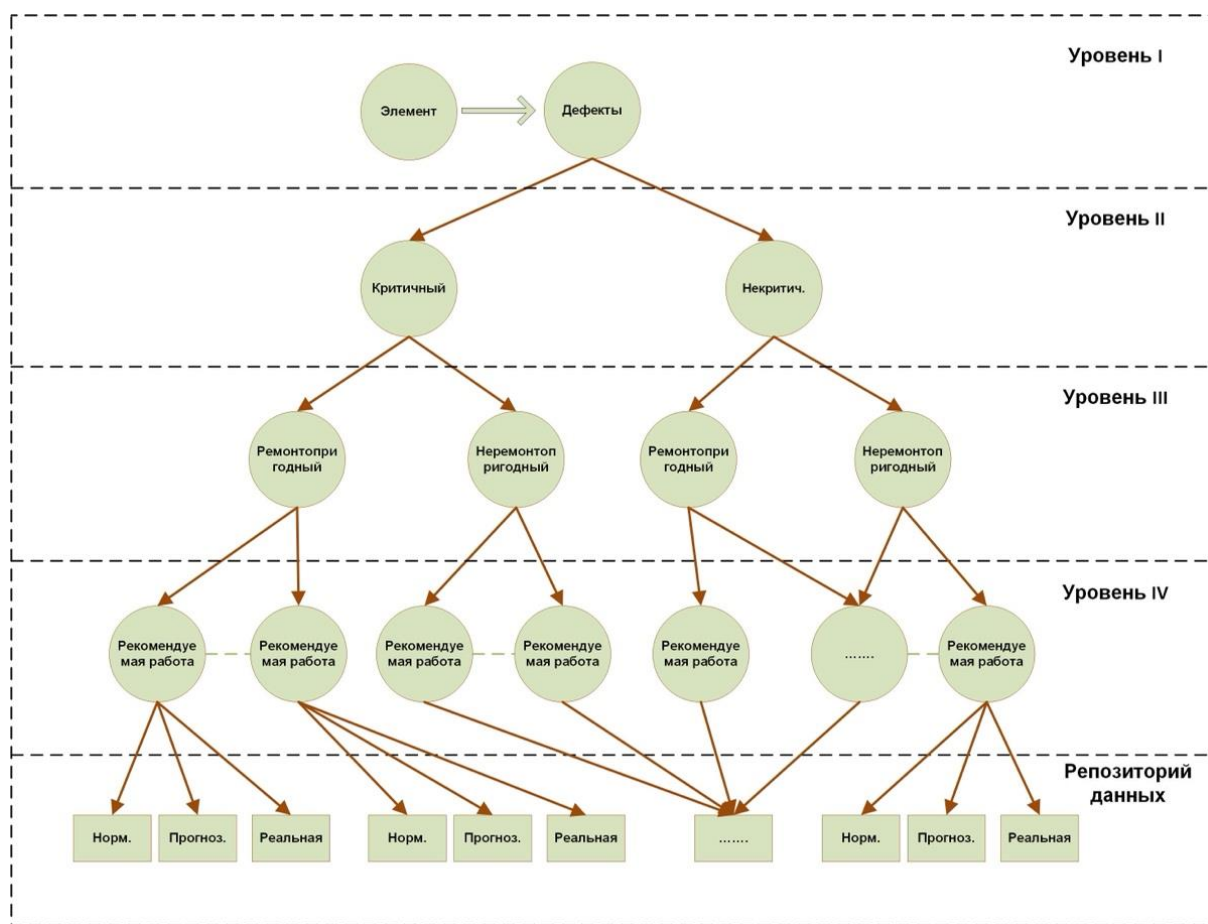 Уровень I
Элемент
Дефекты
Уровень II
Критичный
Некритич.
Уровень III
Ремонтопри
годный
Неремонтоп
ригодный
Ремонтопри
годный
Неремонтоп
ригодный
Уровень IV
Рекомендуе
мая работа
Рекомендуе
мая работа
Рекомендуе
мая работа
Рекомендуе
мая работа
Рекомендуе
мая работа
.......
Рекомендуе
мая работа
Репозиторий
данных
Норм.
Прогноз.
Реальная
Норм.
Прогноз.
Реальная
.......
Норм.
Прогноз.
Реальная